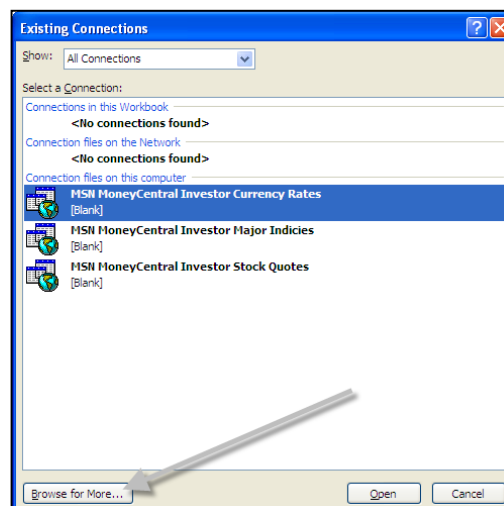 Existing Connections
Show: All Connections
Select a Connection:
Connections in this Workbook
<No connections found>
Connection files on the Network
<No connections found>
Connection files on this computer
MSN MoneyCentral Investor Currency Rates
[Blank]
MSN MoneyCentral Investor Major Indicies
[Blank]
MSN MoneyCentral Investor Stock Quotes
[Blank]
Browse for More... Open Cancel